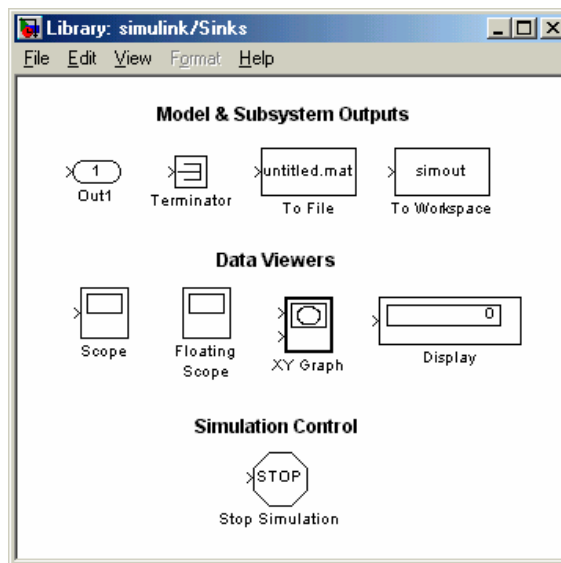 Library: simulink/Sinks
File Edit View Format Help
Model & Subsystem Outputs
1 untitled.mat simout
Out1 Terminator To File To Workspace
Data Viewers
0
Scope Floating Scope XY Graph Display
Simulation Control
STOP
Stop Simulation